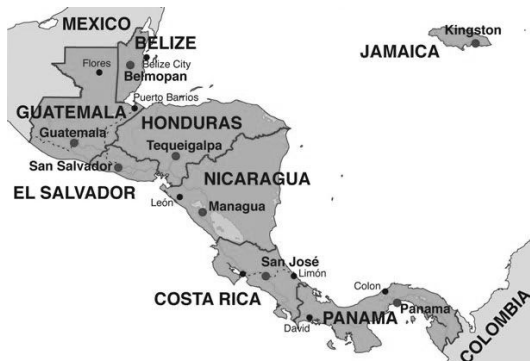 MEXICO
Kingston
JAMAICA
BELIZE
Belize City
Flores
Belmopan
Puerto Barrios
GUATEMALA
Guatemala
HONDURAS
Tequeigalpa
San Salvador
NICARAGUA
EL SALVADOR
León
Managua
San José
Limón
Colon
COSTA RICA
PANAMA
Panama
David
COLOMBIA